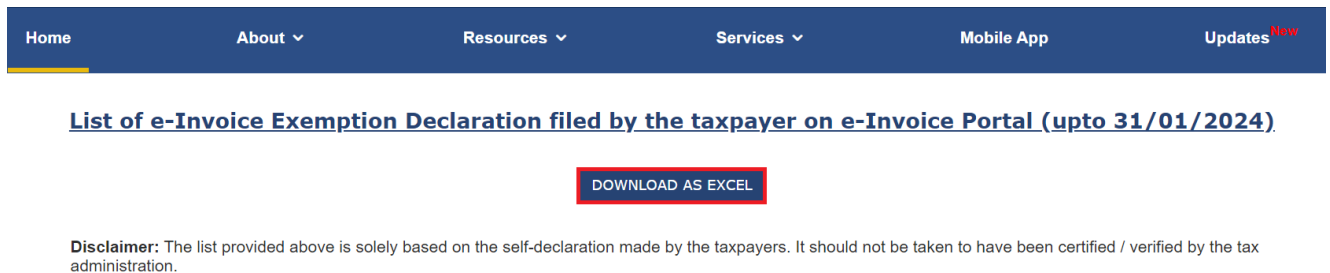 Home About Resources Services Mobile App Updates New
List of e-Invoice Exemption Declaration filed by the taxpayer on e-Invoice Portal (upto 31/01/2024)
DOWNLOAD AS EXCEL
Disclaimer: The list provided above is solely based on the self-declaration made by the taxpayers. It should not be taken to have been certified / verified by the tax
administration.